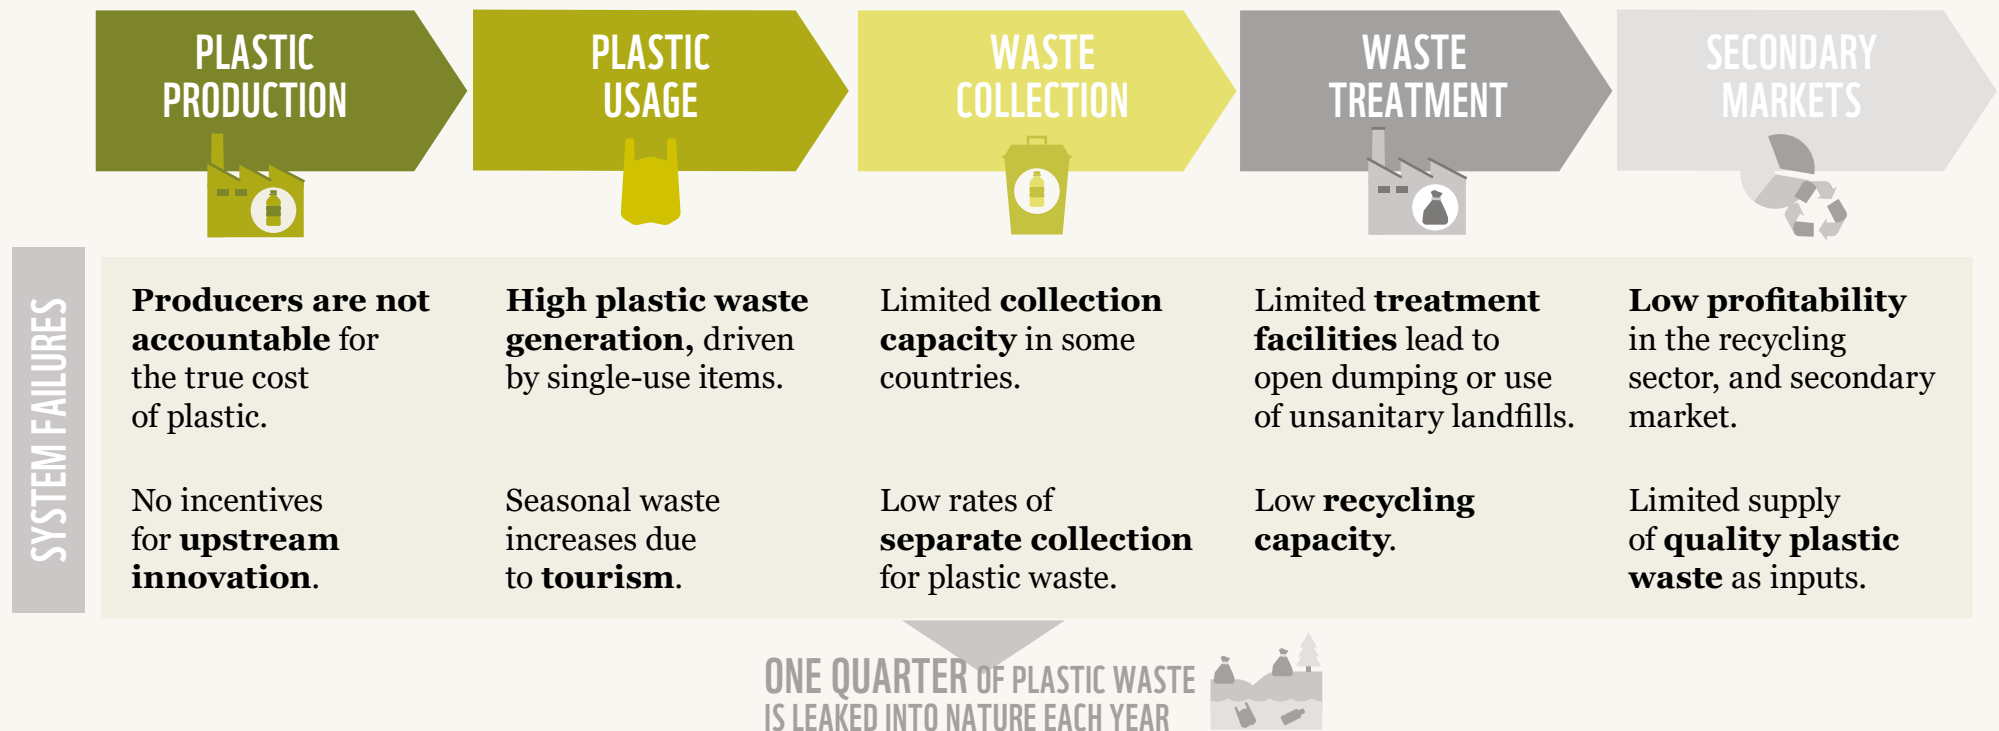 PLASTIC
PRODUCTION
PLASTIC
USAGE
WASTE
COLLECTION
WASTE
TREATMENT
SECONDARY
MARKETS
SYSTEM FAILURES
Producers are not
accountable for
the true cost
of plastic.
No incentives
for upstream
innovation.
High plastic waste
generation, driven
by single-use items.
Seasonal waste
increases due
to tourism.
Limited collection
capacity in some
countries.
Low rates of
separate collection
for plastic waste.
Limited treatment
facilities lead to
open dumping or use
of unsanitary landfills.
Low recycling
capacity.
Low profitability
in the recycling
sector, and secondary
market.
Limited supply
of quality plastic
waste as inputs.
ONE QUARTER OF PLASTIC WASTE
IS LEAKED INTO NATURE EACH YEAR